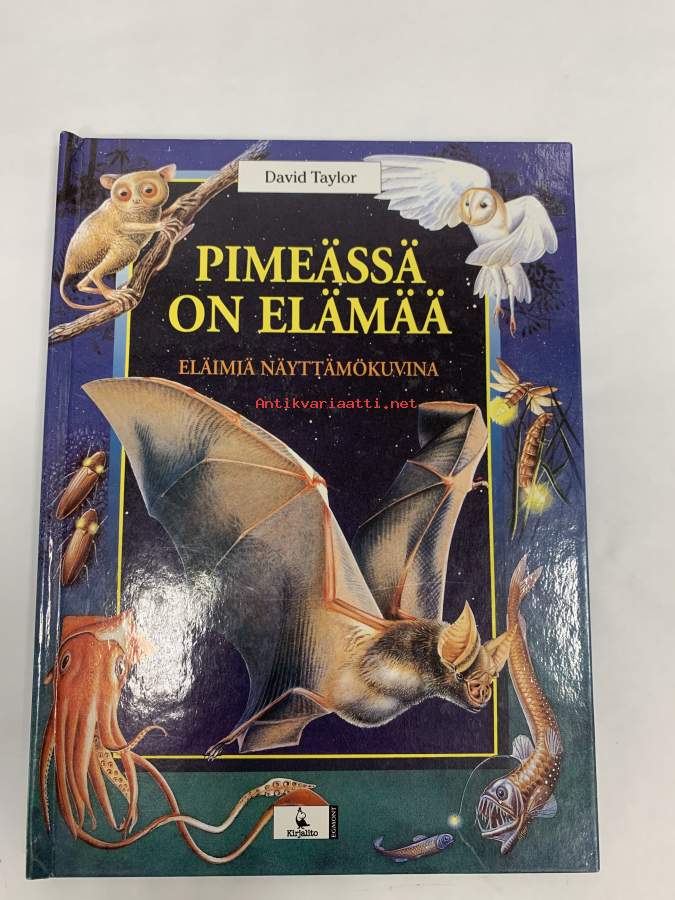 David Taylor
PIMEÄSSÄ
ON ELÄMÄÄ
ELÄIMIÄ NÄYTTÄMÖKUVINA
Antikvariaatti.net
Kirjalito
EGMONT